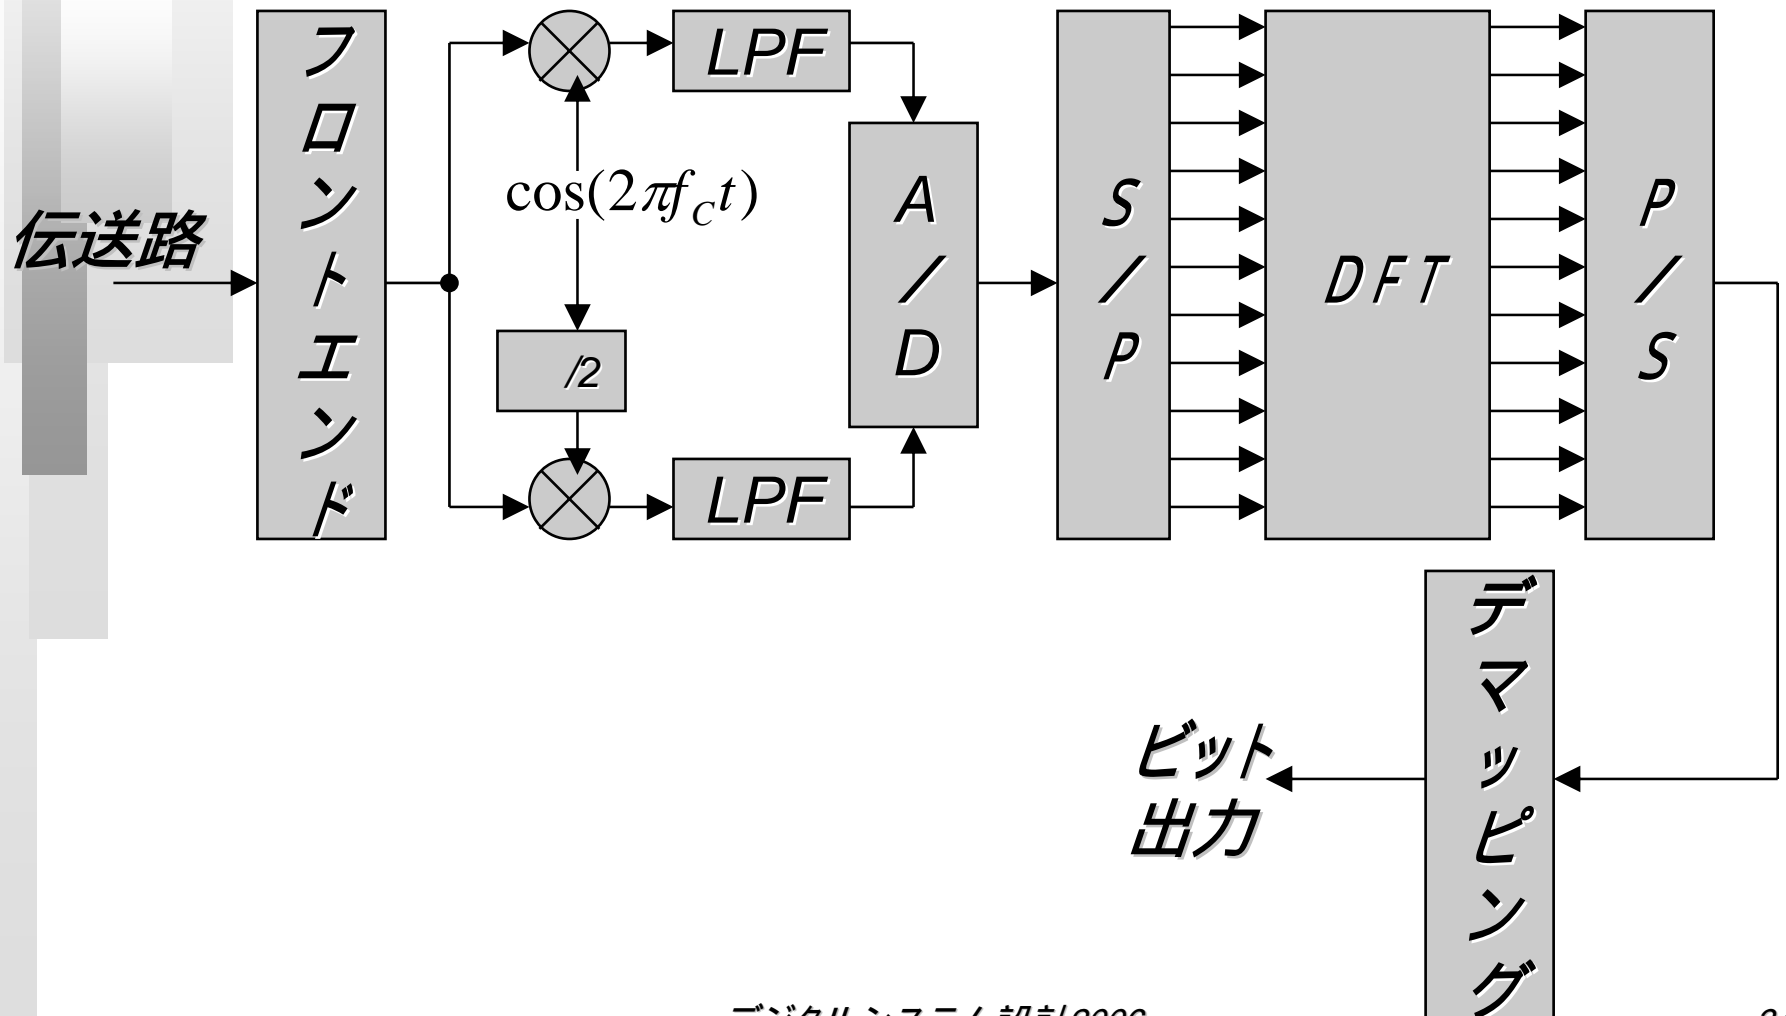 伝送路
フロントエンド
cos(2πf_C t)
/2
LPF
LPF
A/D
S/P
DFT
P/S
デマッピング
ビット
出力